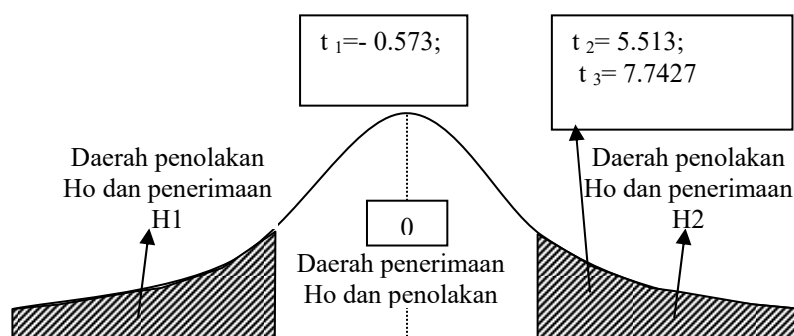 t 1=- 0.573;
t 2= 5.513;
t 3= 7.7427
Daerah penolakan
Ho dan penerimaan
H1
Daerah penolakan
Ho dan penerimaan
H2
0
Daerah penerimaan
Ho dan penolakan